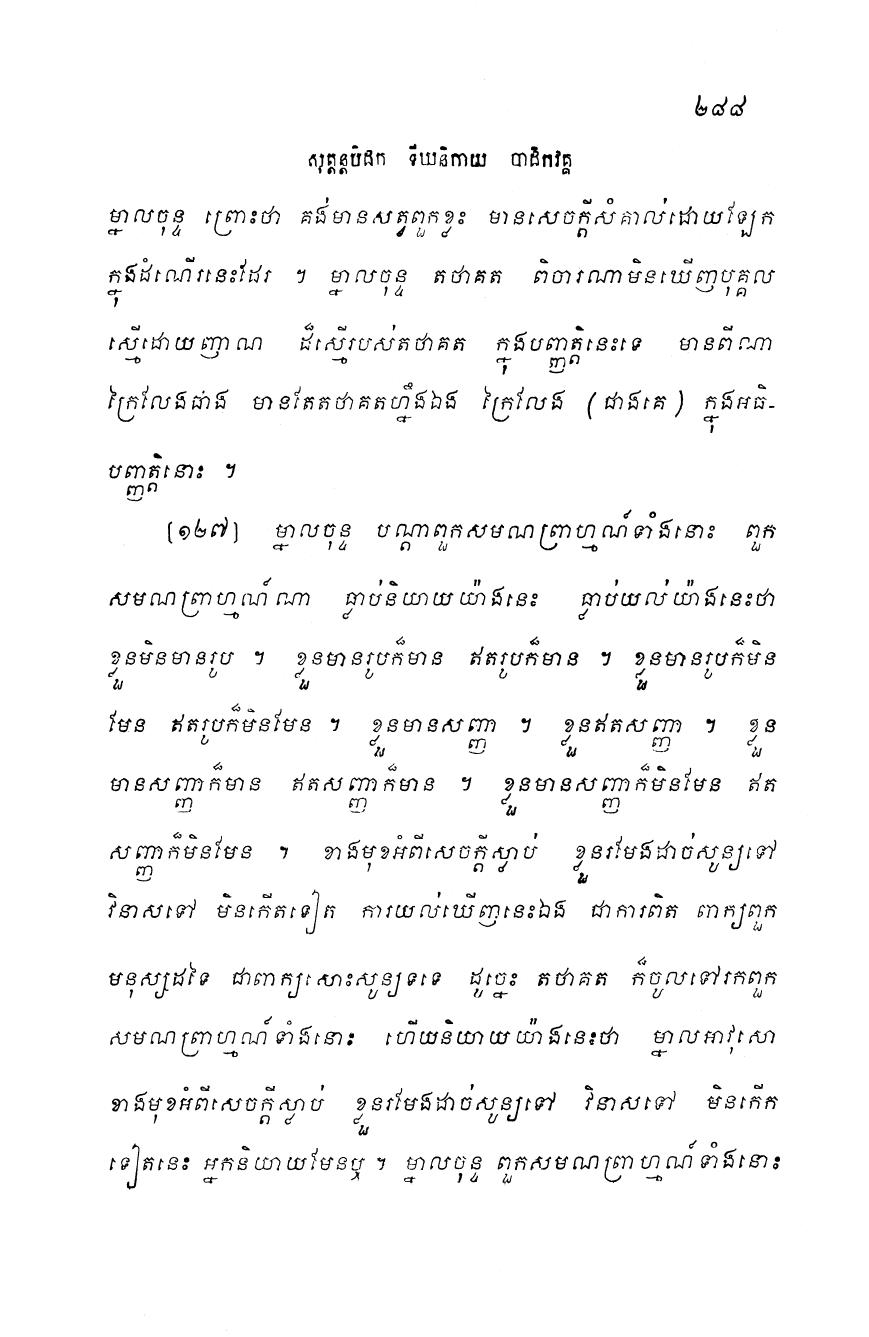 ២៨៨
សុត្តន្តបិដក ទីឃនិកាយ បាដិកវគ្គ
ម្នាលចុន្ទ ព្រោះថា គង់មានសត្វពួកខ្លះ មានសេចក្តីសំគាល់ដោយឡែក
ក្នុងដំណើរនេះដែរ ។ ម្នាលចុន្ទ តថាគត ពិចារណាមិនឃើញបុគ្គល
ស្មើដោយញាណ ដ៏ស្មើរបស់តថាគត ក្នុងបញ្ញត្តិនេះទេ មានពីណា
ក្រៃលែងជាង មានតែតថាគតហ្នឹងឯង ក្រៃលែង (ជាងគេ) ក្នុងអធិ-
បញ្ញត្តិនោះ ។
[១២៧] ម្នាលចុន្ទ បណ្តាពួកសមណព្រាហ្មណ៍ទាំងនោះ ពួក
សមណព្រាហ្មណ៍ណា ធ្លាប់និយាយយ៉ាងនេះ ធ្លាប់យល់យ៉ាងនេះថា
ខ្លួនមិនមានរូប ។ ខ្លួនមានរូបក៏មាន ឥតរូបក៏មាន ។ ខ្លួនមានរូបក៏មិន
មែន ឥតរូបក៏មិនមែន ។ ខ្លួនមានសញ្ញា ។ ខ្លួនឥតសញ្ញា ។ ខ្លួន
មានសញ្ញាក៏មាន ឥតសញ្ញាក៏មាន ។ ខ្លួនមានសញ្ញាក៏មិនមែន ឥត
សញ្ញាក៏មិនមែន ។ ខាងមុខអំពីសេចក្តីស្លាប់ ខ្លួនរមែងដាច់សូន្យទៅ
វិនាសទៅ មិនកើតទៀត ការយល់ឃើញនេះឯង ជាការពិត ពាក្យពួក
មនុស្សដទៃ ជាពាក្យសោះសូន្យទទេ ដូច្នេះ តថាគត ក៏ចូលទៅរកពួក
សមណព្រាហ្មណ៍ទាំងនោះ ហើយនិយាយយ៉ាងនេះថា ម្នាលអាវុសោ
ខាងមុខអំពីសេចក្តីស្លាប់ ខ្លួនរមែងដាច់សូន្យទៅ វិនាសទៅ មិនកើត
ទៀតនេះ អ្នកនិយាយមែនឬ ។ ម្នាលចុន្ទ ពួកសមណព្រាហ្មណ៍ទាំងនោះ